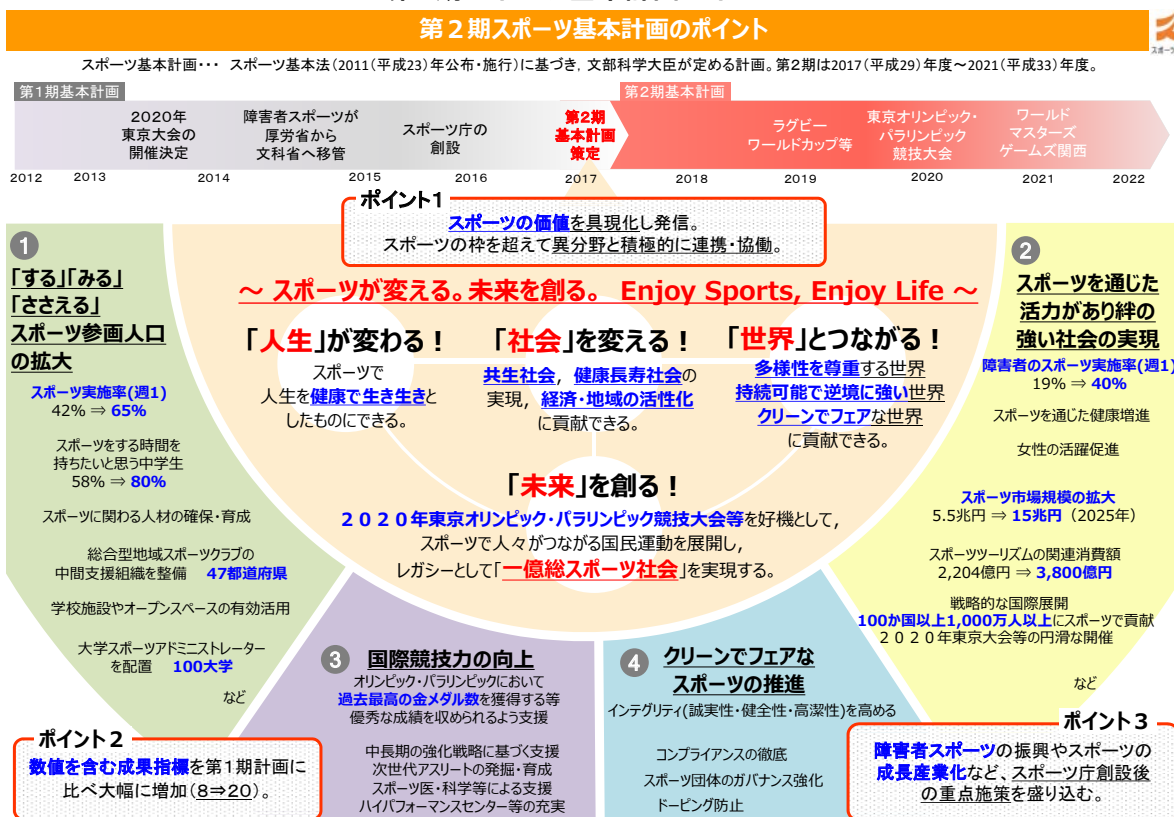 第２期スポーツ基本計画のポイント
スポーツ基本計画・・・ スポーツ基本法（2011（平成23）年公布・施行）に基づき，文部科学大臣が定める計画。第2期は2017（平成29）年度～2021（平成33）年度。
第1期基本計画
第2期基本計画
2020年
東京大会の
開催決定
障害者スポーツが
厚労省から
文科省へ移管
スポーツ庁の
創設
第2期
基本計画
策定
ラグビー
ワールドカップ等
東京オリンピック・
パラリンピック
競技大会
ワールド
マスターズ
ゲームズ関西
2012 2013 2014 2015 2016 2017 2018 2019 2020 2021 2022
ポイント1
スポーツの価値を具現化し発信。
スポーツの枠を超えて異分野と積極的に連携・協働。
～ スポーツが変える。未来を創る。 Enjoy Sports, Enjoy Life ～
「人生」が変わる！
スポーツで
人生を健康で生き生きと
したものにできる。
「社会」を変える！
共生社会，健康長寿社会の
実現，経済・地域の活性化
に貢献できる。
「世界」とつながる！
多様性を尊重する世界
持続可能で逆境に強い世界
クリーンでフェアな世界
に貢献できる。
「未来」を創る！
２０２０年東京オリンピック・パラリンピック競技大会等を好機として，
スポーツで人々がつながる国民運動を展開し，
レガシーとして「一億総スポーツ社会」を実現する。
1
「する」「みる」
「ささえる」
スポーツ参画人口
の拡大
スポーツ実施率(週1)
42% ⇒ 65%
スポーツをする時間を
持ちたいと思う中学生
58% ⇒ 80%
スポーツに関わる人材の確保・育成
総合型地域スポーツクラブの
中間支援組織を整備 47都道府県
学校施設やオープンスペースの有効活用
大学スポーツアドミニストレーター
を配置 100大学
など
2
スポーツを通じた
活力があり絆の
強い社会の実現
障害者のスポーツ実施率(週1)
19% ⇒ 40%
スポーツを通じた健康増進
女性の活躍促進
スポーツ市場規模の拡大
5.5兆円 ⇒ 15兆円（2025年）
スポーツツーリズムの関連消費額
2,204億円 ⇒ 3,800億円
戦略的な国際展開
100か国以上1,000万人以上にスポーツで貢献
２０２０年東京大会等の円滑な開催
など
3
国際競技力の向上
オリンピック・パラリンピックにおいて
過去最高の金メダル数を獲得する等
優秀な成績を収められるよう支援
中長期の強化戦略に基づく支援
次世代アスリートの発掘・育成
スポーツ医・科学等による支援
ハイパフォーマンスセンター等の充実
4
クリーンでフェアな
スポーツの推進
インテグリティ(誠実性・健全性・高潔性)を高める
コンプライアンスの徹底
スポーツ団体のガバナンス強化
ドーピング防止
ポイント２
数値を含む成果指標を第1期計画に
比べ大幅に増加（8⇒20）。
ポイント３
障害者スポーツの振興やスポーツの
成長産業化など、スポーツ庁創設後
の重点施策を盛り込む。